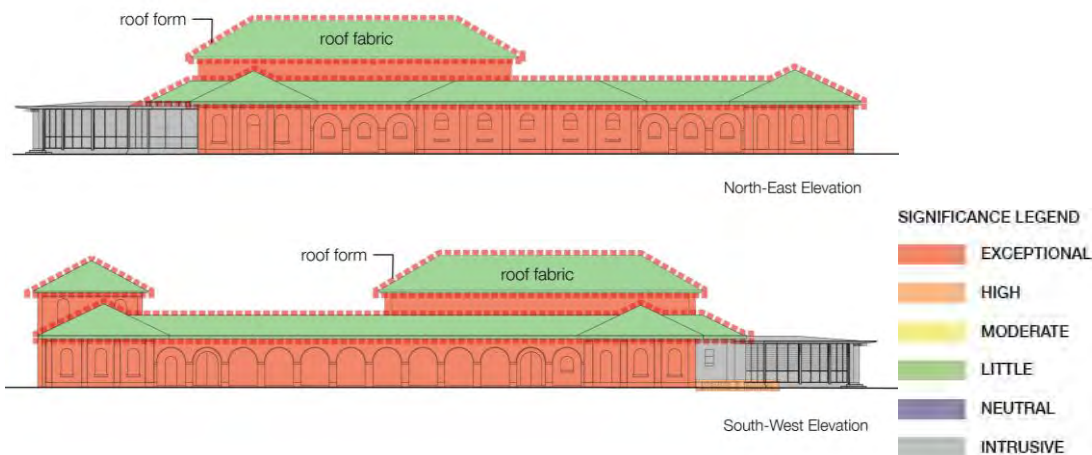 roof form
roof fabric
North-East Elevation
roof form
roof fabric
South-West Elevation
SIGNIFICANCE LEGEND
EXCEPTIONAL
HIGH
MODERATE
LITTLE
NEUTRAL
INTRUSIVE